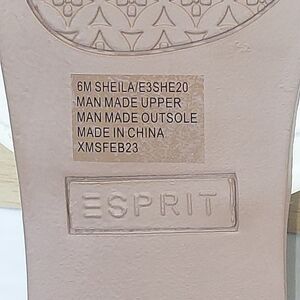 6M SHEILA/E3SHE20
MAN MADE UPPER
MAN MADE OUTSOLE
MADE IN CHINA
XMSFEB23
ESPRIT